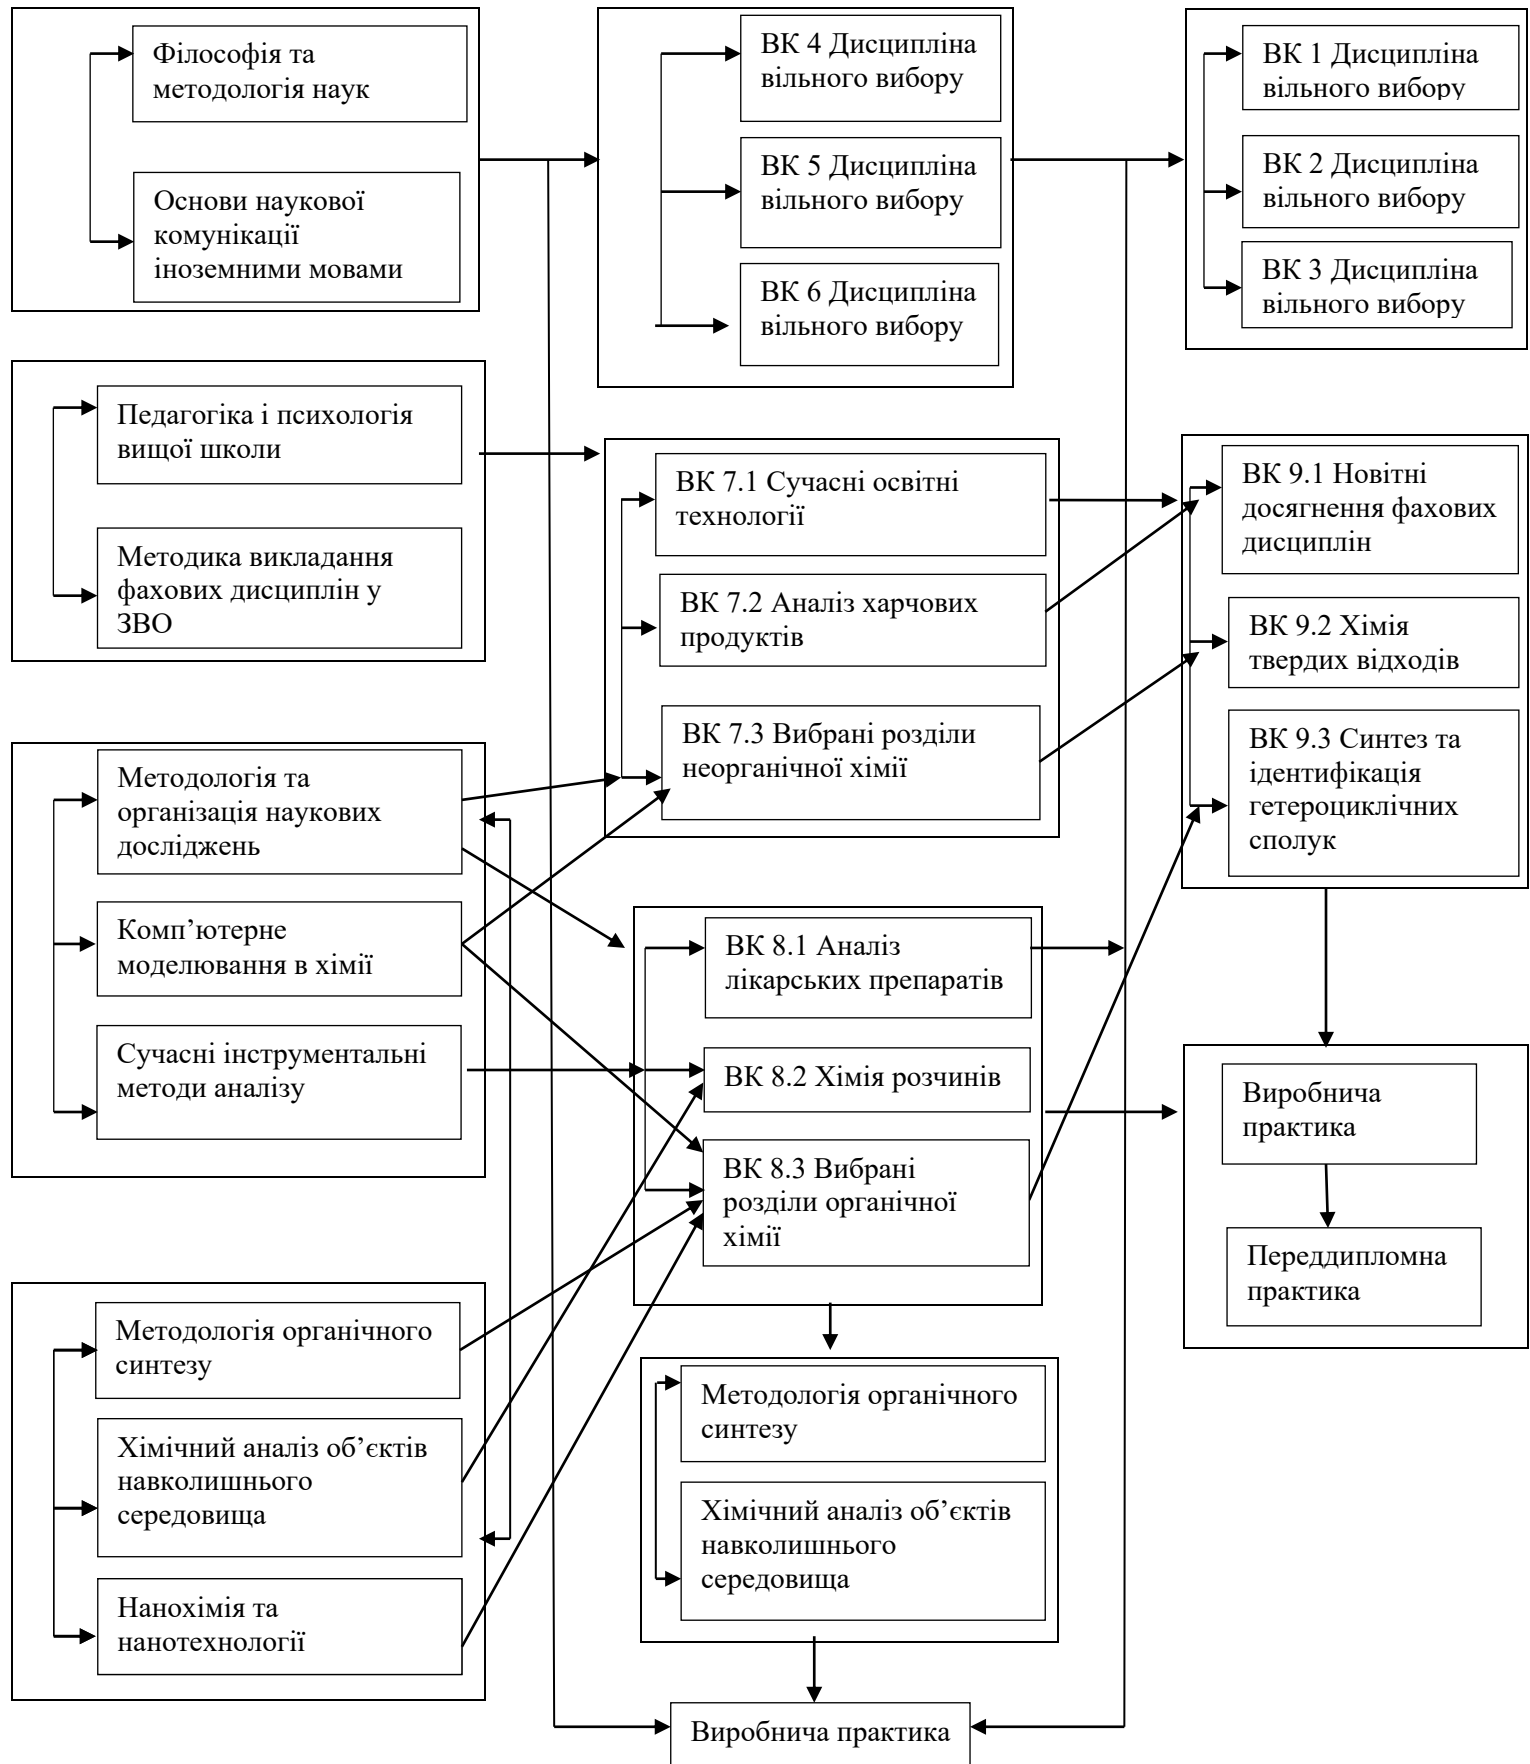 Філософія та
методологія наук
Основи наукової
комунікації
іноземними мовами
Педагогіка і психологія
вищої школи
Методика викладання
фахових дисциплін у
ЗВО
Методологія та
організація наукових
досліджень
Комп’ютерне
моделювання в хімії
Сучасні інструментальні
методи аналізу
Методологія органічного
синтезу
Хімічний аналіз об’єктів
навколишнього
середовища
Нанохімія та
нанотехнології
ВК 4 Дисципліна
вільного вибору
ВК 5 Дисципліна
вільного вибору
ВК 6 Дисципліна
вільного вибору
ВК 7.1 Сучасні освітні
технології
ВК 7.2 Аналіз харчових
продуктів
ВК 7.3 Вибрані розділи
неорганічної хімії
ВК 8.1 Аналіз
лікарських препаратів
ВК 8.2 Хімія розчинів
ВК 8.3 Вибрані
розділи органічної
хімії
Методологія органічного
синтезу
Хімічний аналіз об’єктів
навколишнього
середовища
Виробнича практика
ВК 1 Дисципліна
вільного вибору
ВК 2 Дисципліна
вільного вибору
ВК 3 Дисципліна
вільного вибору
ВК 9.1 Новітні
досягнення фахових
дисциплін
ВК 9.2 Хімія
твердих відходів
ВК 9.3 Синтез та
ідентифікація
гетероциклічних
сполук
Виробнича
практика
Переддипломна
практика